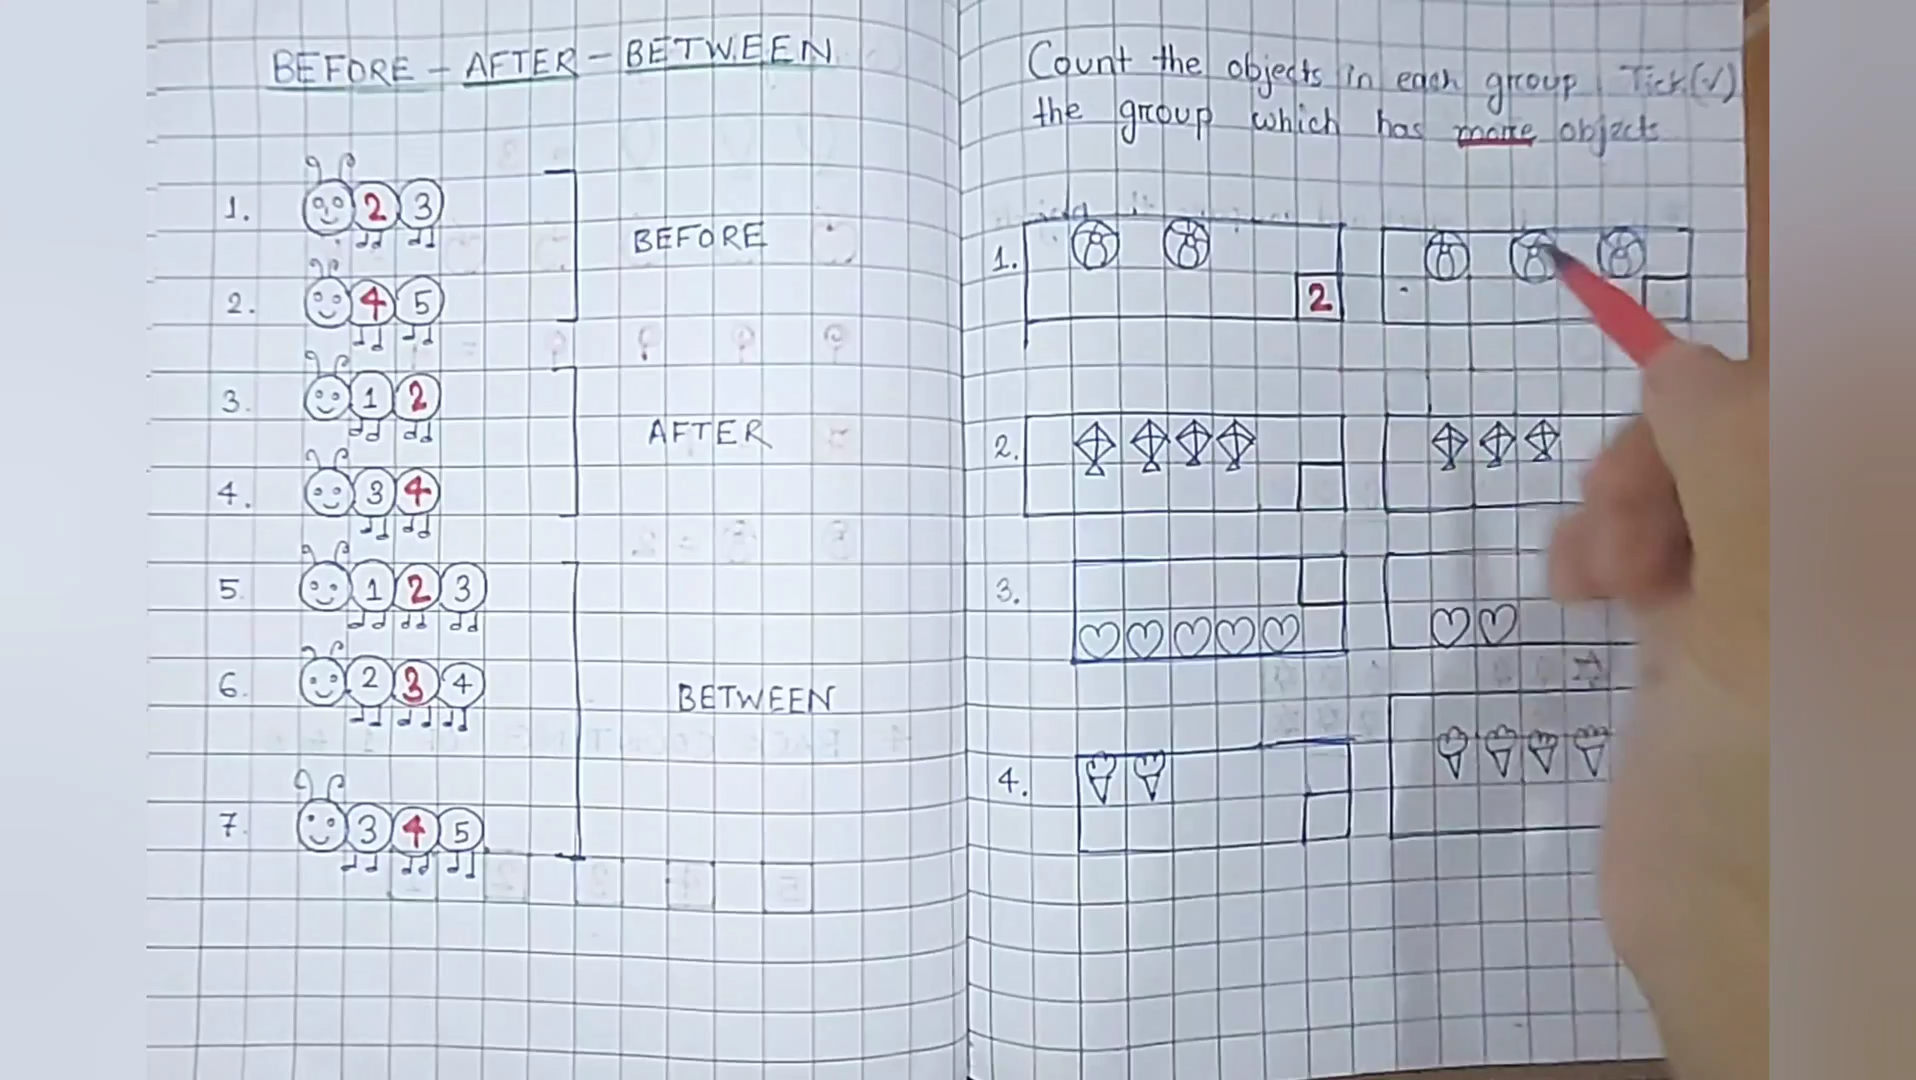 BEFORE - AFTER - BETWEEN
1. 2 3
2. 4 5
BEFORE
3. 1 2
4. 3 4
AFTER
5. 1 2 3
6. 2 3 4
7. 3 4 5
BETWEEN
Count the objects in each group. Tick (√)
the group which has more objects
1. 2
2.
3.
4.